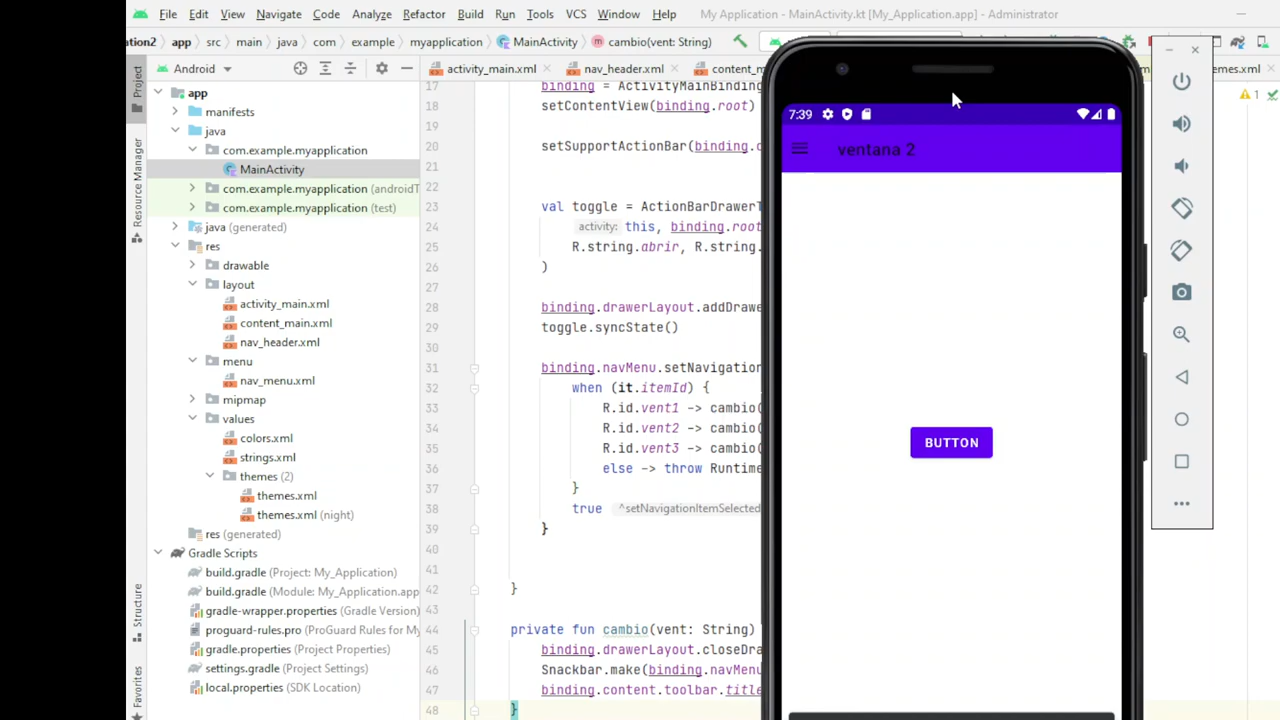 File Edit View Navigate Code Analyze Refactor Build Run Tools VCS Window Help My Application - MainActivity.kt [My_Application.app] - Administrator
ation2 app src main java com example myapplication MainActivity cambio(vent: String)
Android activity_main.xml nav_header.xml content_m emes.xml
Project
Resource Manager
Structure
Favorites
app
manifests
java
com.example.myapplication
MainActivity
com.example.myapplication (androidT
com.example.myapplication (test)
java (generated)
res
drawable
layout
activity_main.xml
content_main.xml
nav_header.xml
menu
nav_menu.xml
mipmap
values
colors.xml
strings.xml
themes (2)
themes.xml
themes.xml (night)
res (generated)
Gradle Scripts
build.gradle (Project: My_Application)
build.gradle (Module: My_Application.app
gradle-wrapper.properties (Gradle Version)
proguard-rules.pro (ProGuard Rules for My
gradle.properties (Project Properties)
settings.gradle (Project Settings)
local.properties (SDK Location)
17 binding = ActivityMainBinding
18 setContentView(binding.root)
19
20 setSupportActionBar(binding.c
21
22
23 val toggle = ActionBarDrawerT
24 activity: this, binding.root
25 R.string.abrir, R.string.
26 )
27
28 binding.drawerLayout.addDrawe
29 toggle.syncState()
30
31 binding.navMenu.setNavigation
32 when (it.itemId) {
33 R.id.vent1 -> cambio(
34 R.id.vent2 -> cambio(
35 R.id.vent3 -> cambio(
36 else -> throw Runtime
37 }
38 true ^setNavigationItemSelected
39 }
40
41
42 }
43
44 private fun cambio(vent: String)
45 binding.drawerLayout.closeDra
46 Snackbar.make(binding.navMenu
47 binding.content.toolbar.title
48 }
7:39
ventana 2
BUTTON
1